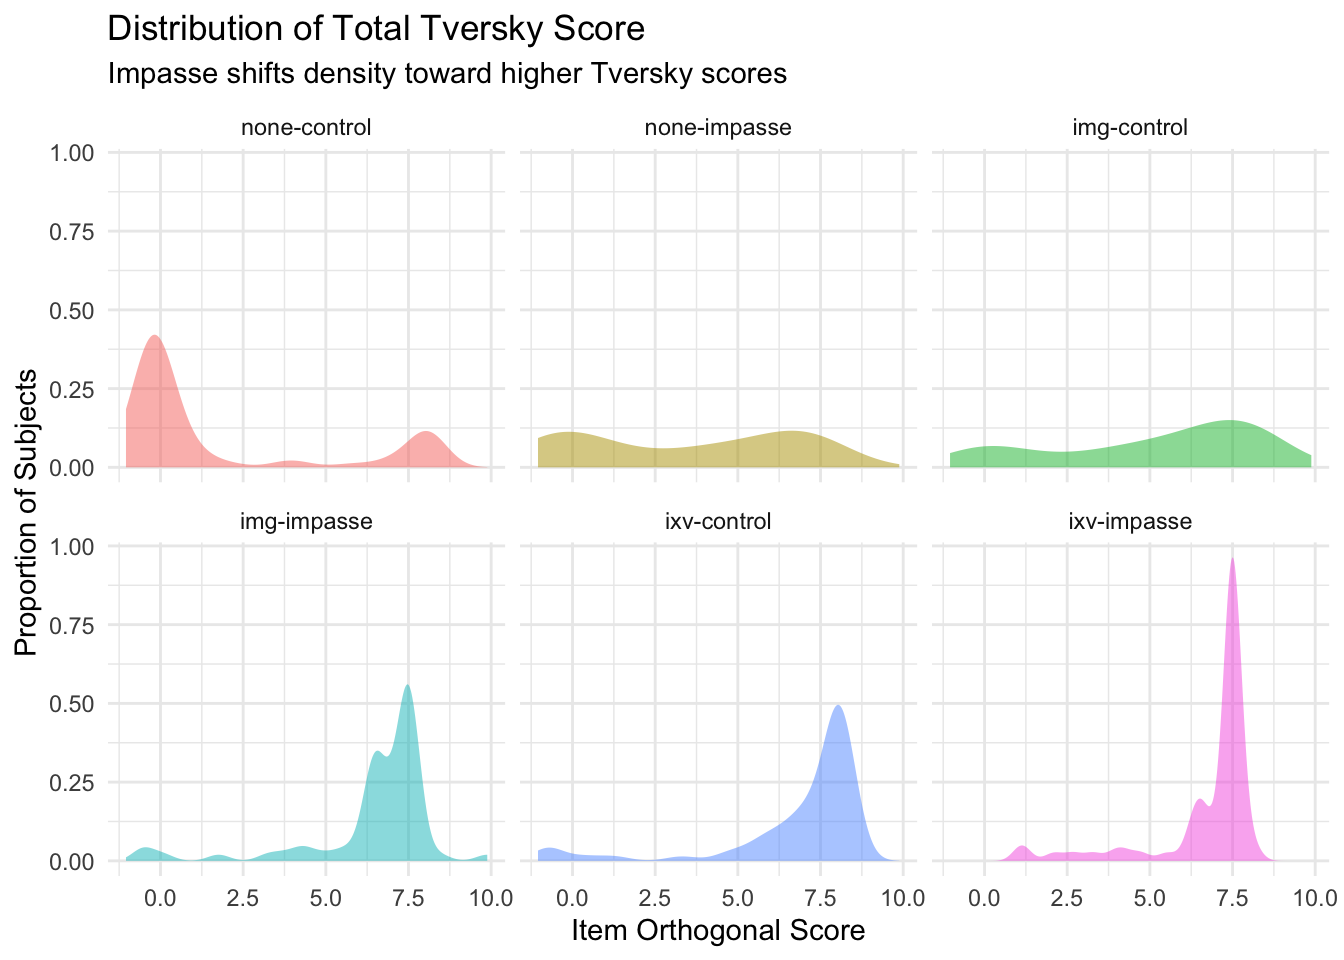 Distribution of Total Tversky Score
Impasse shifts density toward higher Tversky scores
none-control
none-impasse
img-control
1.00
0.75
0.50
0.25
0.00
img-impasse
ixv-control
ixv-impasse
1.00
0.75
0.50
0.25
0.00
0.0 2.5 5.0 7.5 10.0
0.0 2.5 5.0 7.5 10.0
0.0 2.5 5.0 7.5 10.0
Item Orthogonal Score
Proportion of Subjects